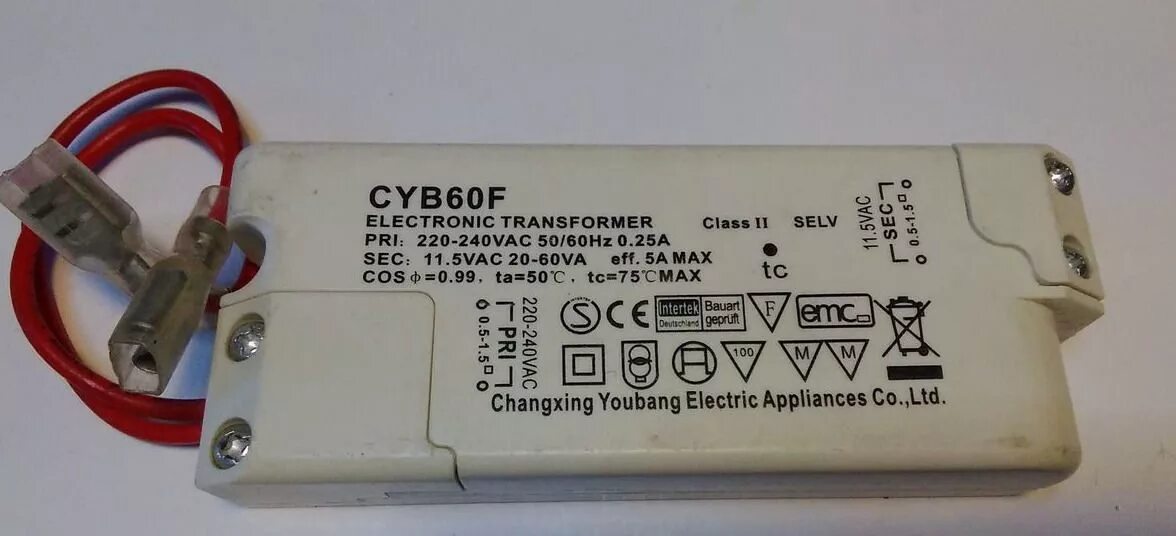 CYB60F
ELECTRONIC TRANSFORMER Class II SELV
PRI: 220-240VAC 50/60Hz 0.25A
SEC: 11.5VAC 20-60VA eff. 5A MAX
COS ϕ=0.99, ta=50℃, tc=75℃MAX
tc
11.5VAC
SEC
0.5-1.5
220-240VAC
PRI
0.5-1.5
S CE Intertek Deutschland Bauart geprüft F emc
100 M M
Changxing Youbang Electric Appliances Co.,Ltd.